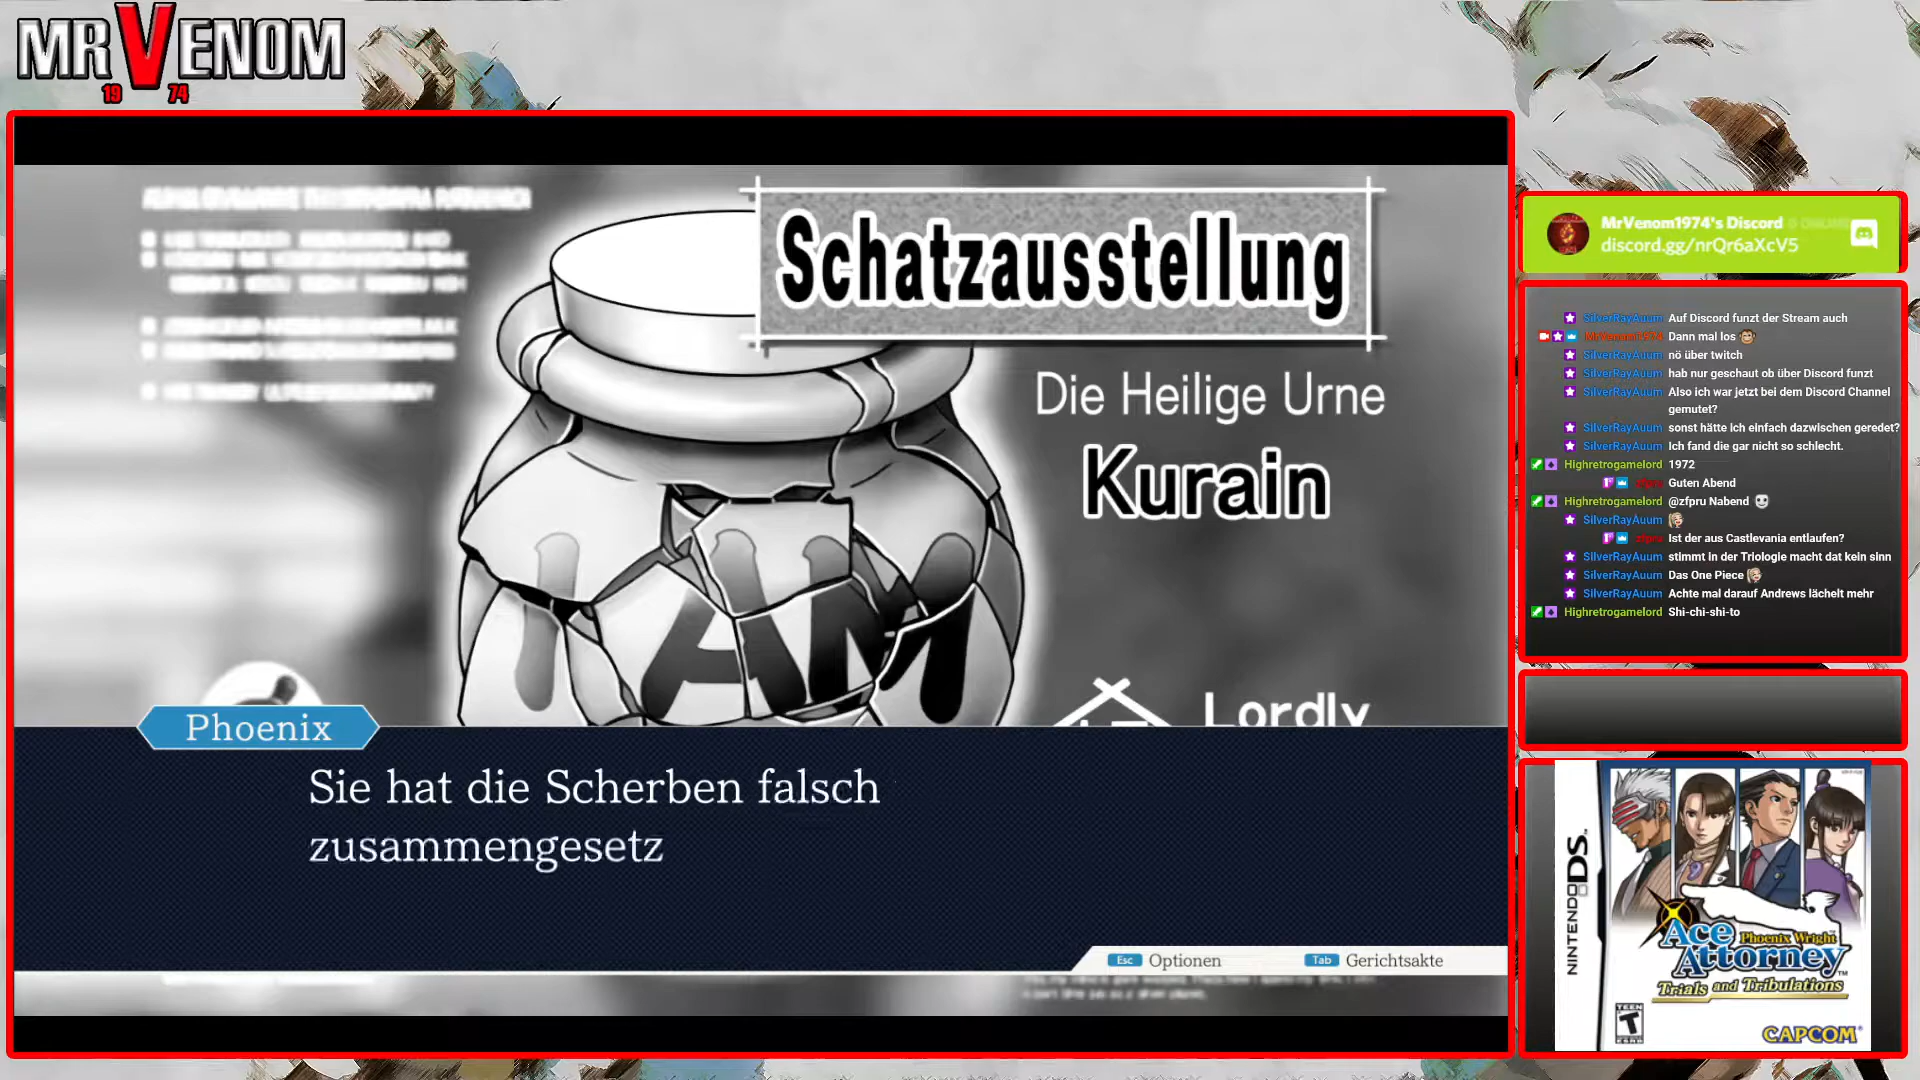 MRVENOM
19 74
Schatzausstellung
Die Heilige Urne
Kurain
I AM
Lordly
Phoenix
Sie hat die Scherben falsch
zusammengesetz
Esc Optionen
Tab Gerichtsakte
MrVenom1974's Discord
discord.gg/nrQr6aXcV5
SilverRayAuum Auf Discord funzt der Stream auch
MrVenom1974 Dann mal los
SilverRayAuum nö über twitch
SilverRayAuum hab nur geschaut ob über Discord funzt
SilverRayAuum Also ich war jetzt bei dem Discord Channel
gemutet?
SilverRayAuum sonst hätte ich einfach dazwischen geredet?
SilverRayAuum Ich fand die gar nicht so schlecht.
Highretrogamelord 1972
zfpru Guten Abend
Highretrogamelord @zfpru Nabend
SilverRayAuum
zfpru Ist der aus Castlevania entlaufen?
SilverRayAuum stimmt in der Triologie macht dat kein sinn
SilverRayAuum Das One Piece
SilverRayAuum Achte mal darauf Andrews lächelt mehr
Highretrogamelord Shi-chi-shi-to
NINTENDO DS
Phoenix Wright
Ace
Attorney
Trials and Tribulations
TEEN
T
CAPCOM